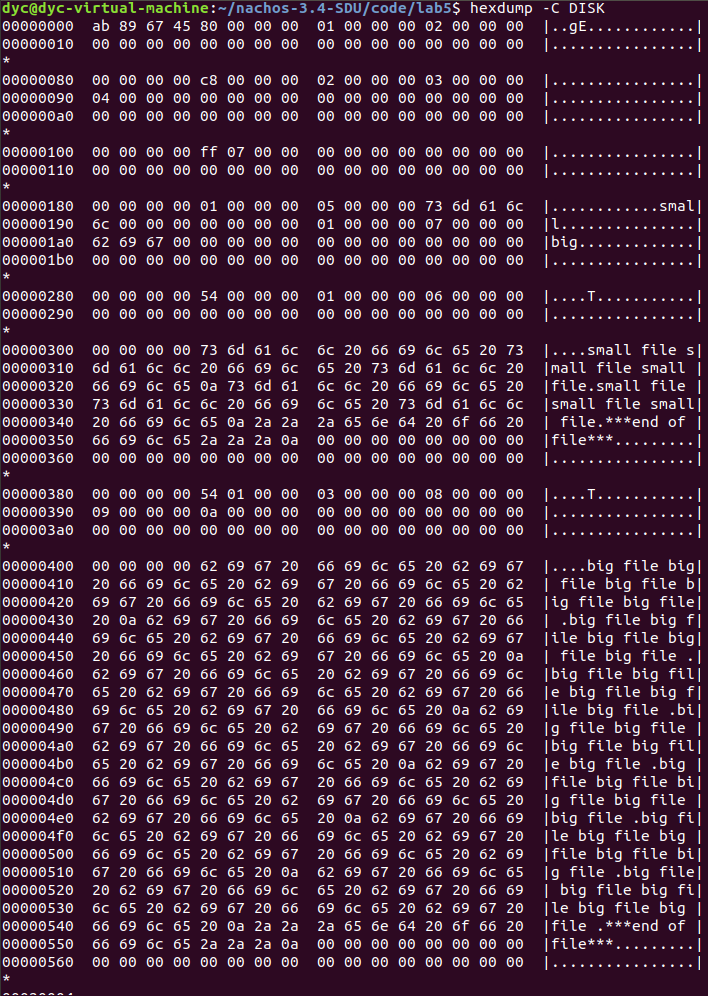 dyc@dyc-virtual-machine:~/nachos-3.4-SDU/code/lab5$ hexdump -C DISK
00000000  ab 89 67 45 80 00 00 00  01 00 00 00 02 00 00 00  |..gE............|
00000010  00 00 00 00 00 00 00 00  00 00 00 00 00 00 00 00  |................|
*
00000080  00 00 00 00 c8 00 00 00  02 00 00 00 03 00 00 00  |................|
00000090  04 00 00 00 00 00 00 00  00 00 00 00 00 00 00 00  |................|
000000a0  00 00 00 00 00 00 00 00  00 00 00 00 00 00 00 00  |................|
*
00000100  00 00 00 00 ff 07 00 00  00 00 00 00 00 00 00 00  |................|
00000110  00 00 00 00 00 00 00 00  00 00 00 00 00 00 00 00  |................|
*
00000180  00 00 00 00 01 00 00 00  05 00 00 00 73 6d 61 6c  |............smal|
00000190  6c 00 00 00 00 00 00 00  01 00 00 00 07 00 00 00  |l...............|
000001a0  62 69 67 00 00 00 00 00  00 00 00 00 00 00 00 00  |big.............|
000001b0  00 00 00 00 00 00 00 00  00 00 00 00 00 00 00 00  |................|
*
00000280  00 00 00 00 54 00 00 00  01 00 00 00 06 00 00 00  |....T...........|
00000290  00 00 00 00 00 00 00 00  00 00 00 00 00 00 00 00  |................|
*
00000300  00 00 00 00 73 6d 61 6c  6c 20 66 69 6c 65 20 73  |....small file s|
00000310  6d 61 6c 6c 20 66 69 6c  65 20 73 6d 61 6c 6c 20  |mall file small |
00000320  66 69 6c 65 0a 73 6d 61  6c 6c 20 66 69 6c 65 20  |file.small file |
00000330  73 6d 61 6c 6c 20 66 69  6c 65 20 73 6d 61 6c 6c  |small file small|
00000340  20 66 69 6c 65 0a 2a 2a  2a 65 6e 64 20 6f 66 20  | file.***end of |
00000350  66 69 6c 65 2a 2a 2a 0a  00 00 00 00 00 00 00 00  |file***.........|
00000360  00 00 00 00 00 00 00 00  00 00 00 00 00 00 00 00  |................|
*
00000380  00 00 00 00 54 01 00 00  03 00 00 00 08 00 00 00  |....T...........|
00000390  09 00 00 00 0a 00 00 00  00 00 00 00 00 00 00 00  |................|
000003a0  00 00 00 00 00 00 00 00  00 00 00 00 00 00 00 00  |................|
*
00000400  00 00 00 00 62 69 67 20  66 69 6c 65 20 62 69 67  |....big file big|
00000410  20 66 69 6c 65 20 62 69  67 20 66 69 6c 65 20 62  | file big file b|
00000420  69 67 20 66 69 6c 65 20  62 69 67 20 66 69 6c 65  |ig file big file|
00000430  20 0a 62 69 67 20 66 69  6c 65 20 62 69 67 20 66  | .big file big f|
00000440  69 6c 65 20 62 69 67 20  66 69 6c 65 20 62 69 67  |ile big file big|
00000450  20 66 69 6c 65 20 62 69  67 20 66 69 6c 65 20 0a  | file big file .|
00000460  62 69 67 20 66 69 6c 65  20 62 69 67 20 66 69 6c  |big file big fil|
00000470  65 20 62 69 67 20 66 69  6c 65 20 62 69 67 20 66  |e big file big f|
00000480  69 6c 65 20 62 69 67 20  66 69 6c 65 20 0a 62 69  |ile big file .bi|
00000490  67 20 66 69 6c 65 20 62  69 67 20 66 69 6c 65 20  |g file big file |
000004a0  62 69 67 20 66 69 6c 65  20 62 69 67 20 66 69 6c  |big file big fil|
000004b0  65 20 62 69 67 20 66 69  6c 65 20 0a 62 69 67 20  |e big file .big |
000004c0  66 69 6c 65 20 62 69 67  20 66 69 6c 65 20 62 69  |file big file bi|
000004d0  67 20 66 69 6c 65 20 62  69 67 20 66 69 6c 65 20  |g file big file |
000004e0  62 69 67 20 66 69 6c 65  20 0a 62 69 67 20 66 69  |big file .big fi|
000004f0  6c 65 20 62 69 67 20 66  69 6c 65 20 62 69 67 20  |le big file big |
00000500  66 69 6c 65 20 62 69 67  20 66 69 6c 65 20 62 69  |file big file bi|
00000510  67 20 66 69 6c 65 20 0a  62 69 67 20 66 69 6c 65  |g file .big file|
00000520  20 62 69 67 20 66 69 6c  65 20 62 69 67 20 66 69  | big file big fi|
00000530  6c 65 20 62 69 67 20 66  69 6c 65 20 62 69 67 20  |le big file big |
00000540  66 69 6c 65 20 0a 2a 2a  2a 65 6e 64 20 6f 66 20  |file .***end of |
00000550  66 69 6c 65 2a 2a 2a 0a  00 00 00 00 00 00 00 00  |file***.........|
00000560  00 00 00 00 00 00 00 00  00 00 00 00 00 00 00 00  |................|
*